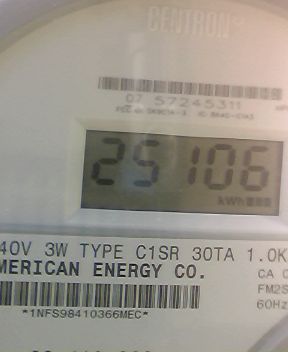 CENTRON
07 57245311
25106
kWh
40V 3W TYPE C1SR 30TA 1.0K
MERICAN ENERGY CO.
CA 0
FM2S
60Hz
*1NFS98410366MEC*